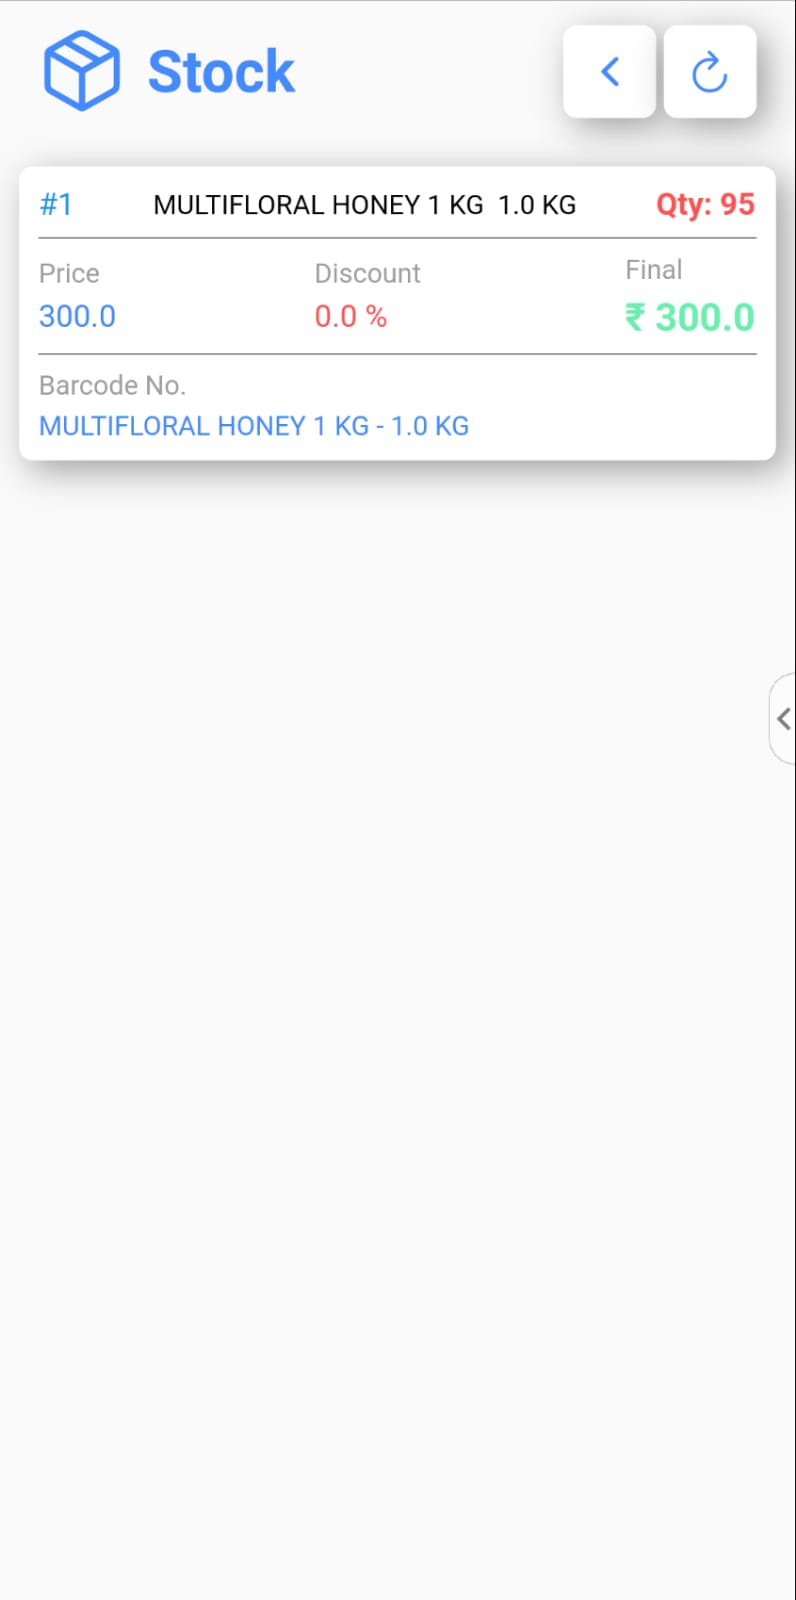 Stock
#1 MULTIFLORAL HONEY 1 KG 1.0 KG Qty: 95
Price Discount Final
300.0 0.0 % ₹ 300.0
Barcode No.
MULTIFLORAL HONEY 1 KG - 1.0 KG